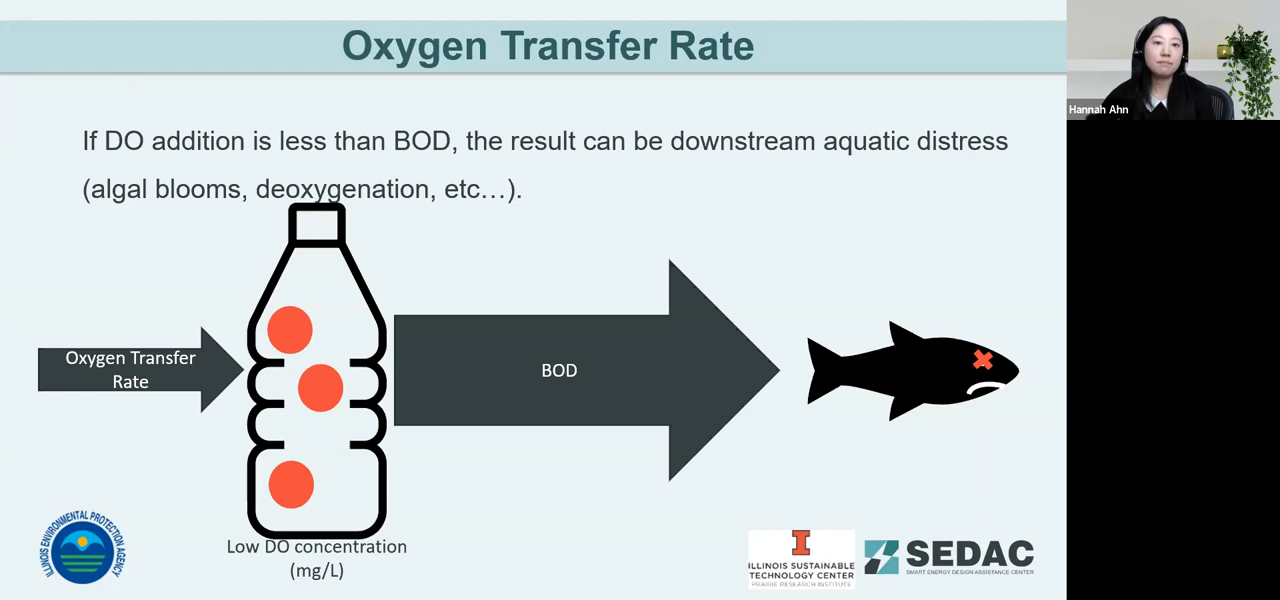 Oxygen Transfer Rate
Hannah Ahn
If DO addition is less than BOD, the result can be downstream aquatic distress
(algal blooms, deoxygenation, etc…).
Oxygen Transfer
Rate
BOD
Low DO concentration
(mg/L)
ILLINOIS ENVIRONMENTAL PROTECTION AGENCY
ILLINOIS SUSTAINABLE
TECHNOLOGY CENTER
PRAIRIE RESEARCH INSTITUTE
SEDAC
SMART ENERGY DESIGN ASSISTANCE CENTER